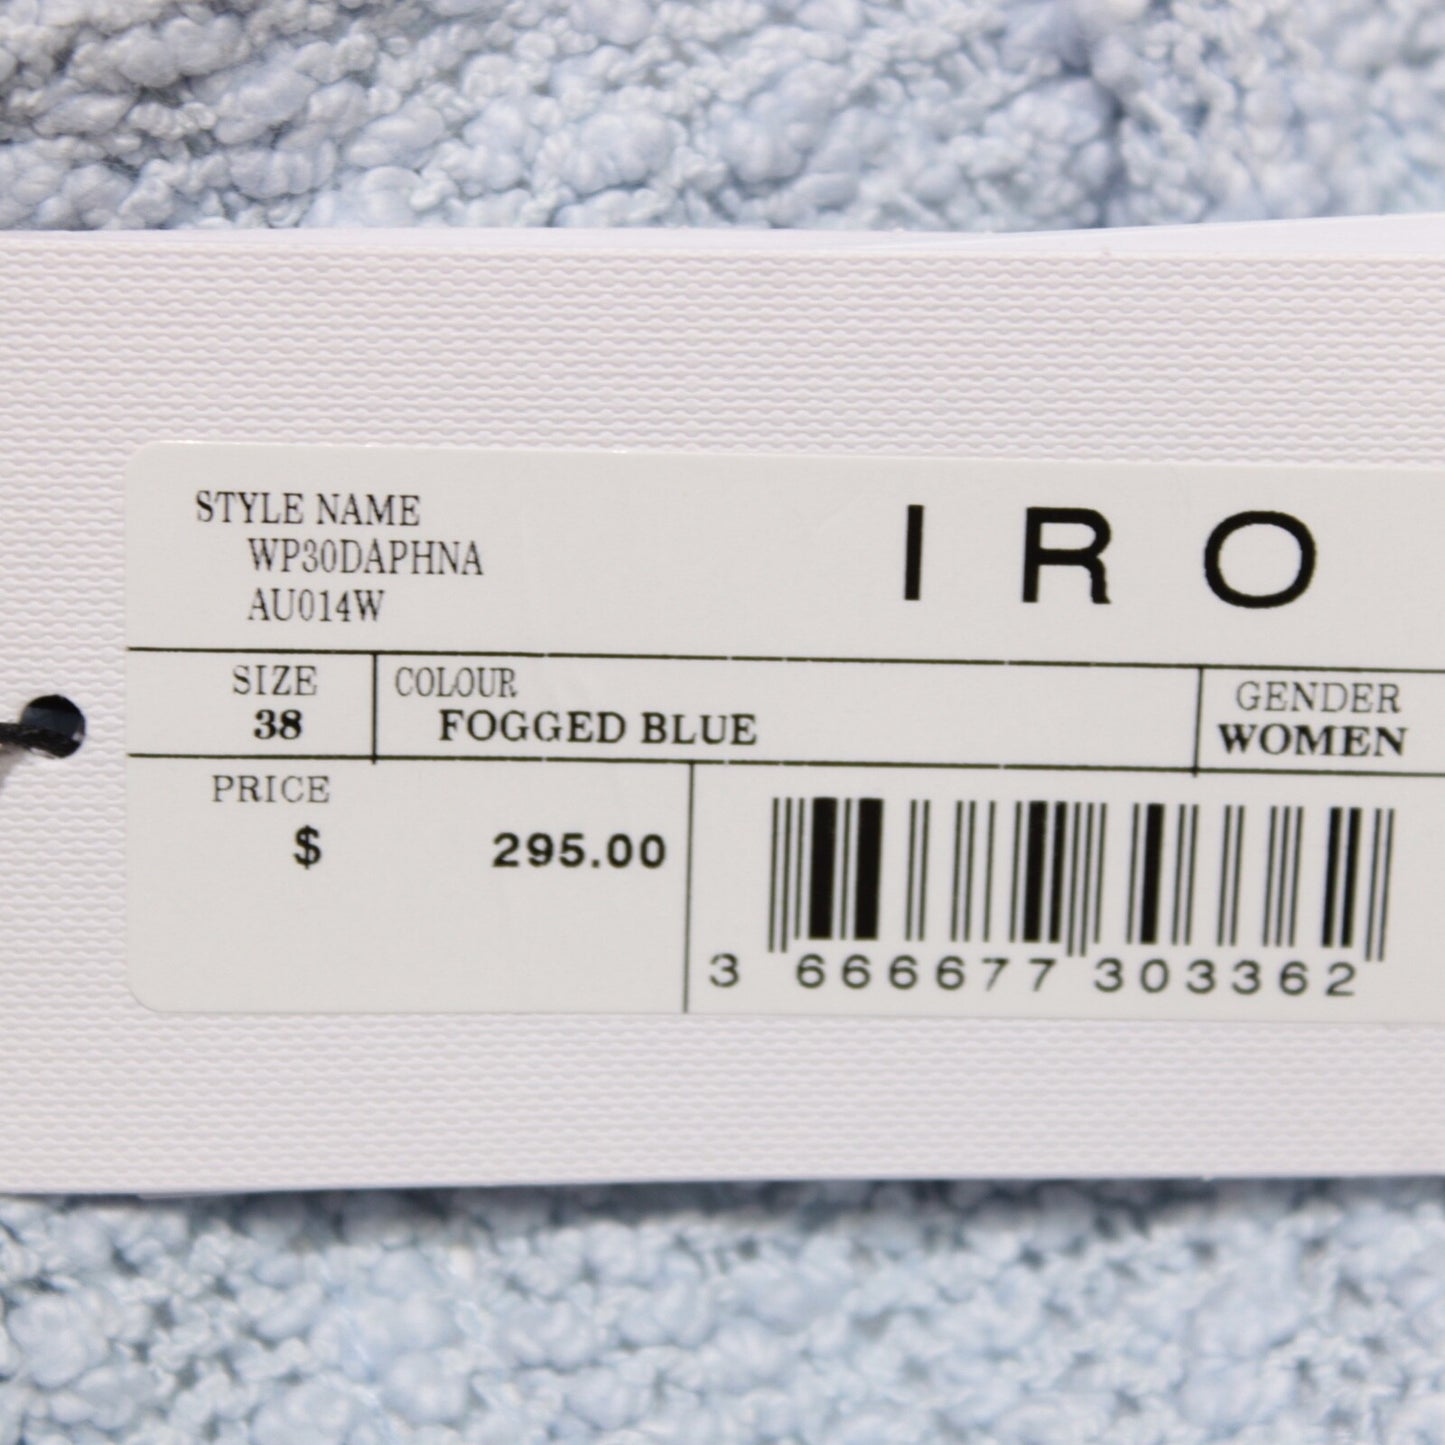 STYLE NAME
WP30DAPHNA
AU014W
IRO
SIZE
38
COLOUR
FOGGED BLUE
GENDER
WOMEN
PRICE
$ 295.00
3 666677 303362